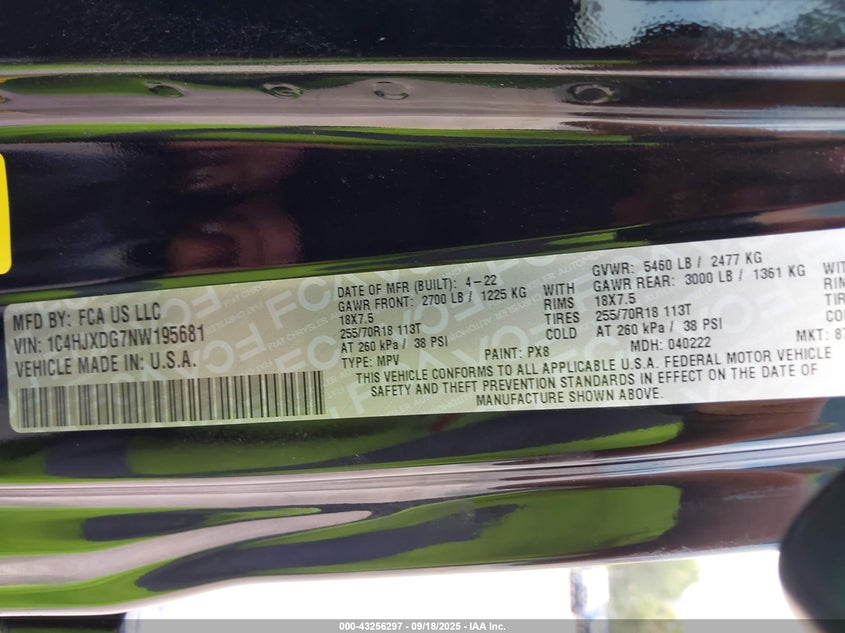 MFD BY: FCA US LLC
VIN: 1C4HJXDG7NW195681
VEHICLE MADE IN U.S.A.
DATE OF MFR (BUILT): 4-22
GAWR FRONT: 2700 LB / 1225 KG
18X7.5
255/70R18 113T
AT 260 kPa / 38 PSI
TYPE: MPV
WITH
RIMS
TIRES
COLD
GVWR: 5460 LB / 2477 KG
GAWR REAR: 3000 LB / 1361 KG
18X7.5
255/70R18 113T
AT 260 kPa / 38 PSI
PAINT: PX8
MDH: 040222
MKT:
THIS VEHICLE CONFORMS TO ALL APPLICABLE U.S.A. FEDERAL MOTOR VEHICLE
SAFETY AND THEFT PREVENTION STANDARDS IN EFFECT ON THE DATE OF
MANUFACTURE SHOWN ABOVE.
000-43256297 - 09/18/2025 - IAA Inc.